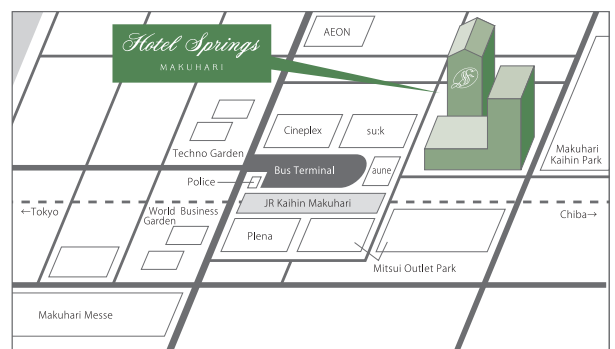 Hotel Springs
MAKUHARI
AEON
Cineplex
su:k
Techno Garden
Makuhari
Kaihin Park
Bus Terminal
aune
Police
←Tokyo
World Business
Garden
JR Kaihin Makuhari
Chiba→
Plena
Mitsui Outlet Park
Makuhari Messe